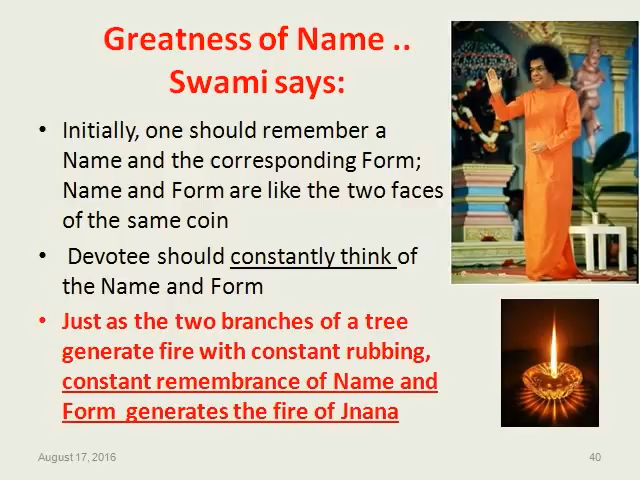 Greatness of Name ..
Swami says:
• Initially, one should remember a
Name and the corresponding Form;
Name and Form are like the two faces
of the same coin
• Devotee should constantly think of
the Name and Form
• Just as the two branches of a tree
generate fire with constant rubbing,
constant remembrance of Name and
Form generates the fire of Jnana
August 17, 2016
40